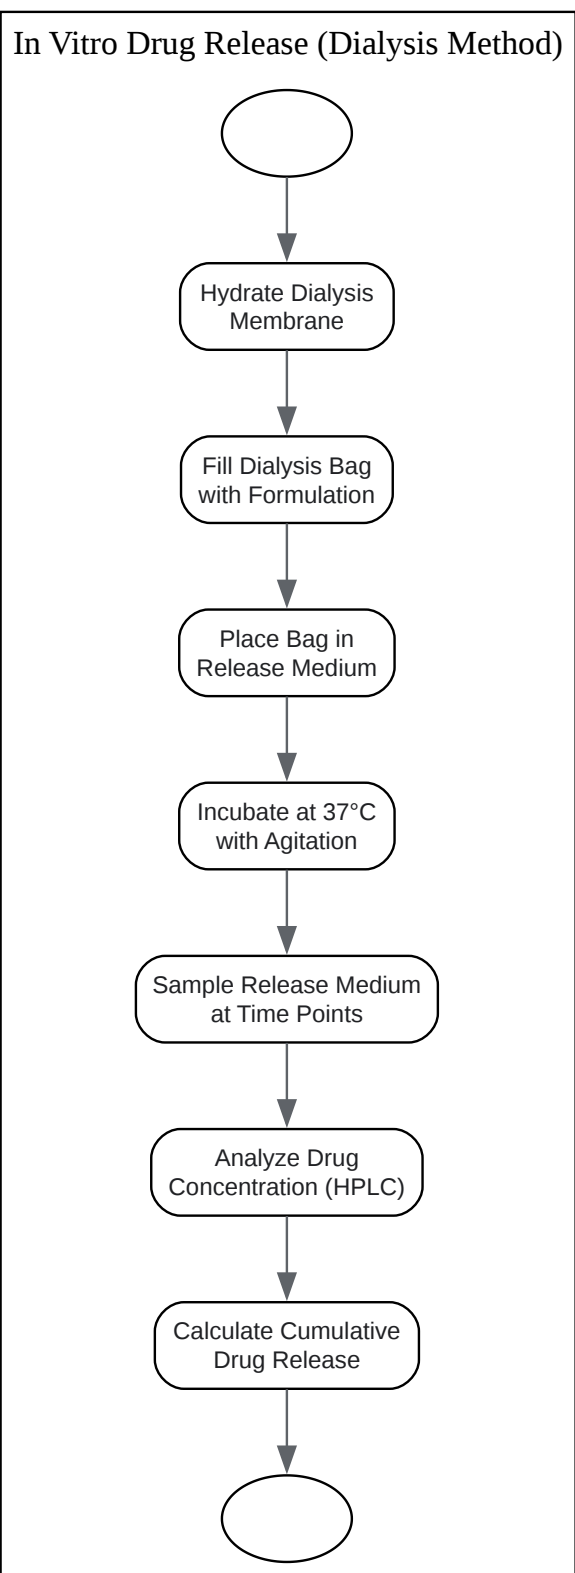 In Vitro Drug Release (Dialysis Method)
Hydrate Dialysis
Membrane
Fill Dialysis Bag
with Formulation
Place Bag in
Release Medium
Incubate at 37°C
with Agitation
Sample Release Medium
at Time Points
Analyze Drug
Concentration (HPLC)
Calculate Cumulative
Drug Release